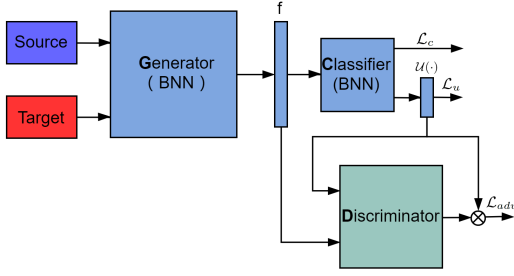 f
Source
Generator
( BNN )
Classifier
(BNN)
ℒc
𝒰(·)
ℒu
Target
Discriminator
ℒadv